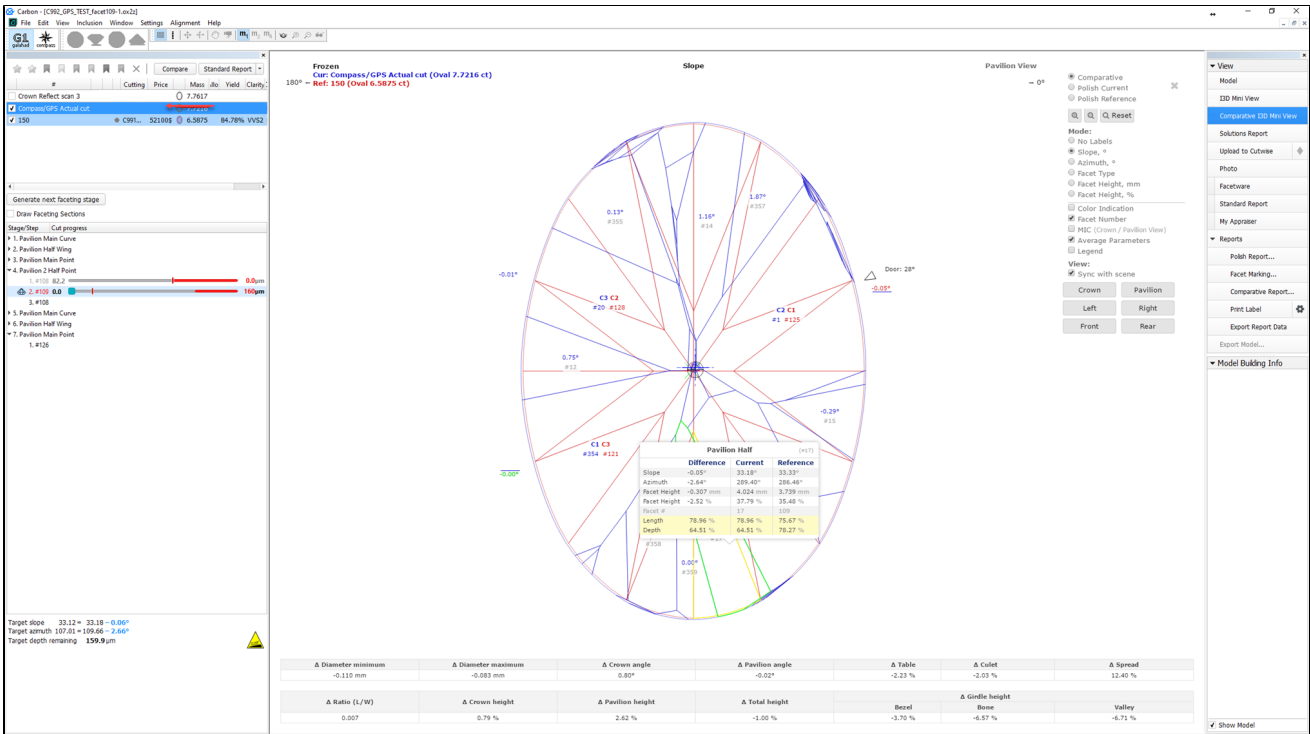 Carbon - [C992_GPS_TEST_facet109-1.ox2z]
File Edit View Inclusion Window Settings Alignment Help
G1 galahad compass
m1 m2 m3
Compare Standard Report
# Cutting Price Mass Yield Clarity
Crown Reflect scan 3 7.7617
Compass/GPS Actual cut
150 C991... 52100$ 6.5875 84.78% VVS2
Generate next faceting stage
Draw Faceting Sections
Stage/Step Cut progress
1. Pavilion Main Curve
2. Pavilion Half Wing
3. Pavilion Main Point
4. Pavilion 2 Half Point
1. #108 82.2 0.0µm
2. #109 0.0 160µm
3. #108
5. Pavilion Main Curve
6. Pavilion Half Wing
7. Pavilion Main Point
1. #126
Target slope 33.12 = 33.18 − 0.06°
Target azimuth 107.01 = 109.66 − 2.66°
Target depth remaining 159.9 µm
Frozen
Cur: Compass/GPS Actual cut (Oval 7.7216 ct)
Ref: 150 (Oval 6.5875 ct)
180°
Slope
Pavilion View
0°
0.13°
#355
1.16°
#14
1.87°
#357
-0.01°
Door: 28°
-0.05°
C3 C2
#20 #128
C2 C1
#1 #125
0.75°
#12
-0.29°
#15
C1 C3
#354 #121
-0.00°
#358
0.00°
#359
Pavilion Half (#17)
Difference Current Reference
Slope -0.05° 33.18° 33.33°
Azimuth -2.64° 289.40° 286.46°
Facet Height -0.307 mm 4.024 mm 3.739 mm
Facet Height -2.52 % 37.79 % 35.48 %
Facet # 17 109
Length 78.96 % 78.96 % 75.67 %
Depth 64.51 % 64.51 % 78.27 %
Comparative
Polish Current
Polish Reference
Reset
Mode:
No Labels
Slope, °
Azimuth, °
Facet Type
Facet Height, mm
Facet Height, %
Color Indication
Facet Number
MIC (Crown / Pavilion View)
Average Parameters
Legend
View:
Sync with scene
Crown Pavilion
Left Right
Front Rear
Δ Diameter minimum Δ Diameter maximum Δ Crown angle Δ Pavilion angle Δ Table Δ Culet Δ Spread
-0.110 mm -0.083 mm 0.80° -0.02° -2.23 % -2.03 % 12.40 %
Δ Ratio (L/W) Δ Crown height Δ Pavilion height Δ Total height Δ Girdle height
Bezel Bone Valley
0.007 0.79 % 2.62 % -1.00 % -3.70 % -6.57 % -6.71 %
View
Model
I3D Mini View
Comparative I3D Mini View
Solutions Report
Upload to Cutwise
Photo
Facetware
Standard Report
My Appraiser
Reports
Polish Report...
Facet Marking...
Comparative Report...
Print Label
Export Report Data
Export Model...
Model Building Info
Show Model